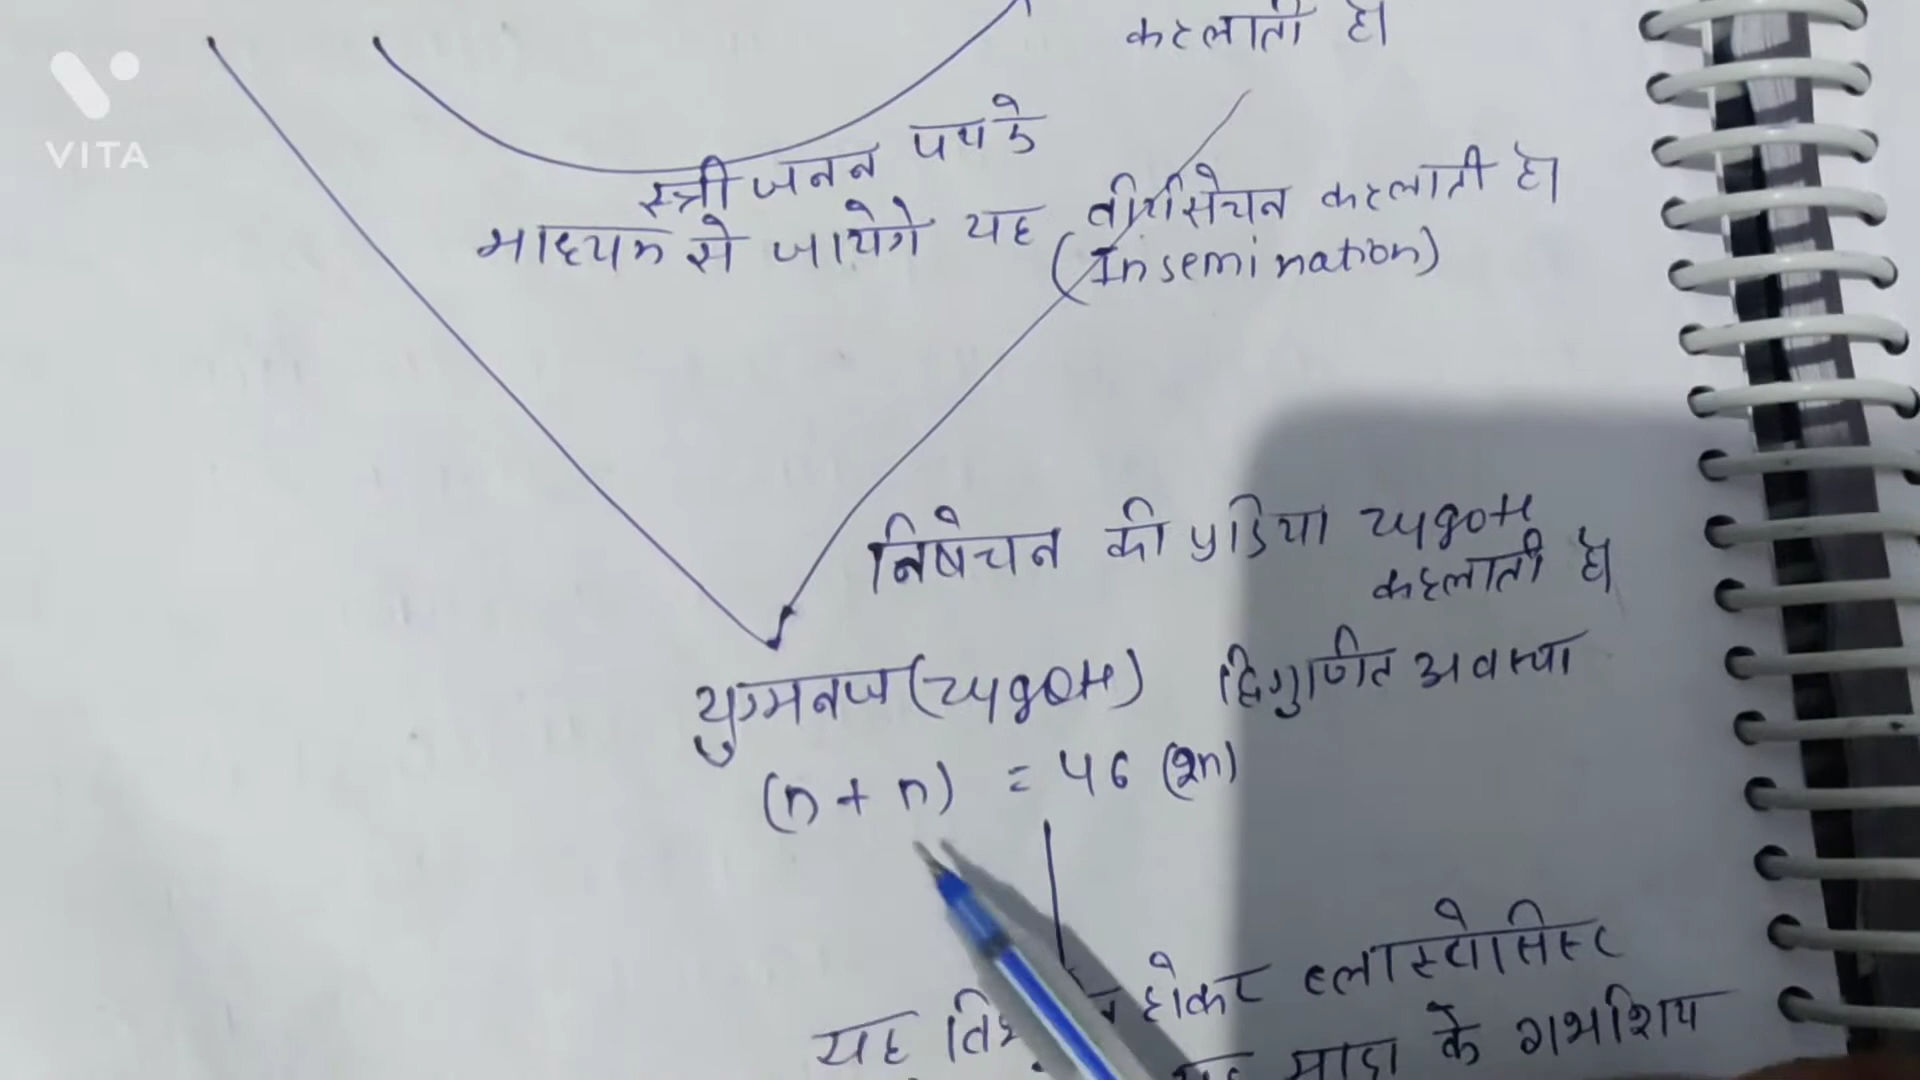 कहलाती है।
VITA
स्त्री जनन पथ के
माध्यम से जायेगे यह वीर्यसेचन कहलाती है।
(Insemination)
निषेचन की प्रक्रिया zygote
कहलाती है।
युग्मनज (zygote) द्विगुणित अवस्था
(n + n) = 46 (2n)
यह होकर ब्लास्टोसिस्ट
मादा के गर्भाशय